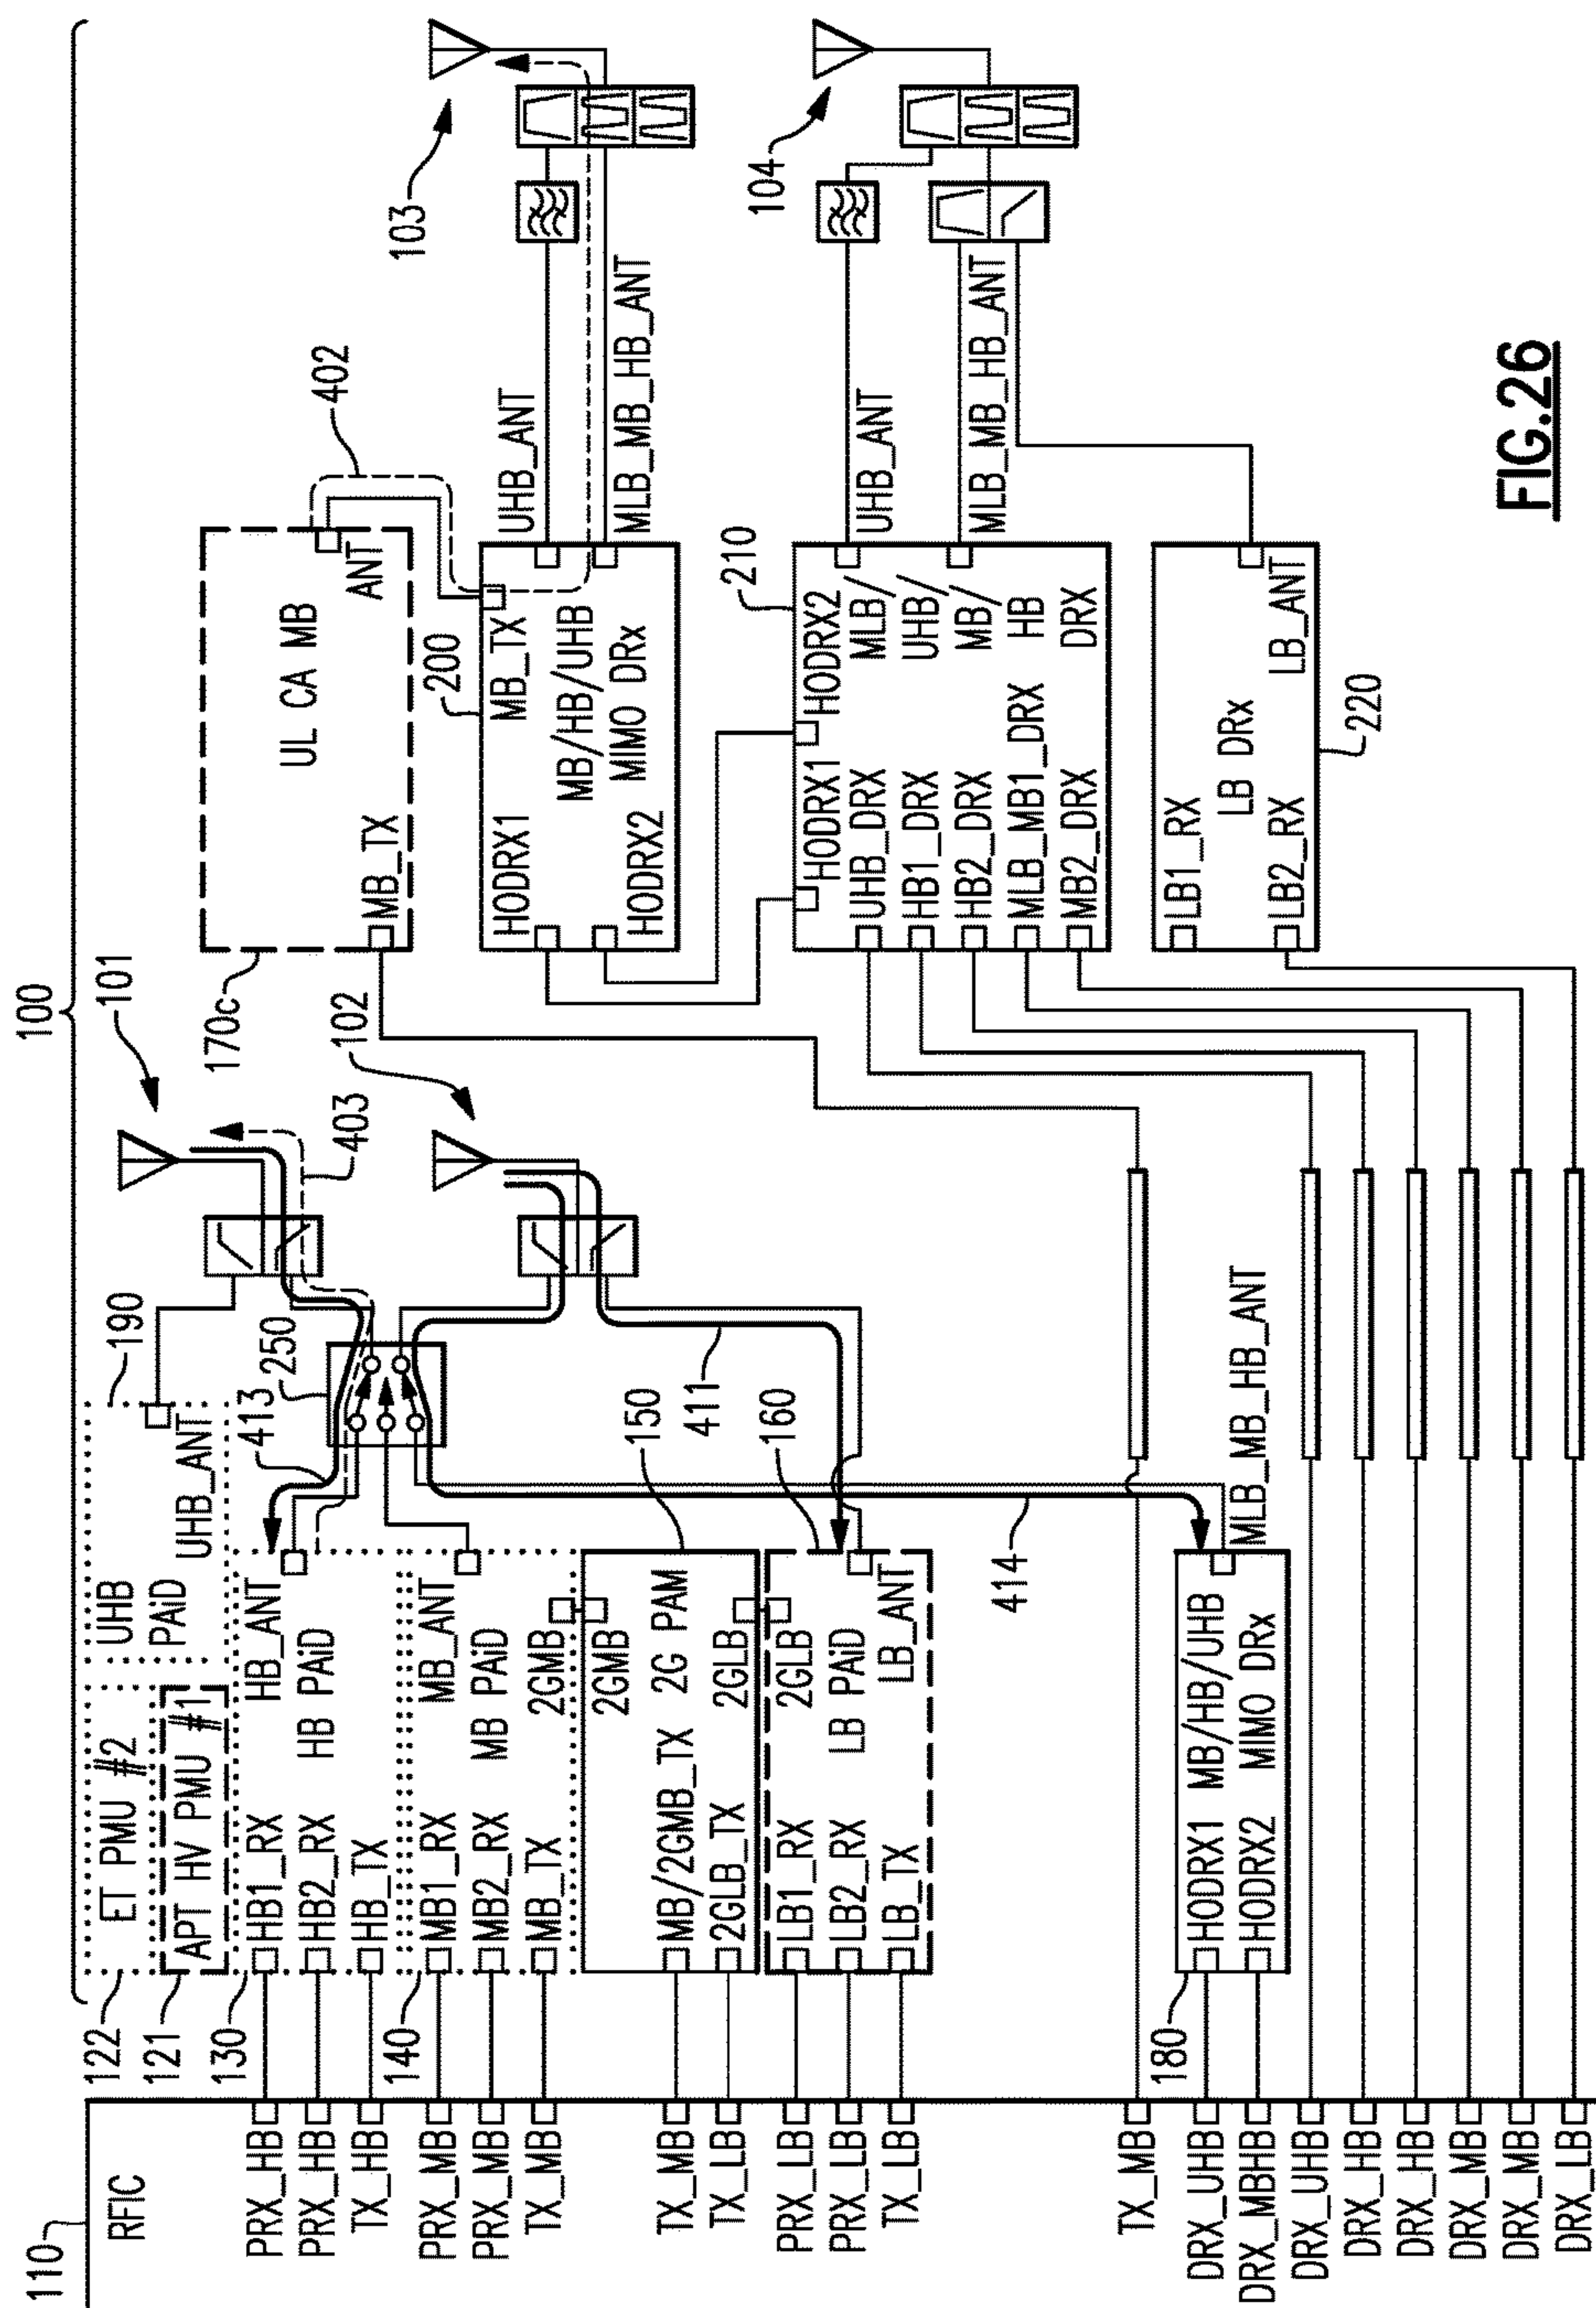 100
110
RFIC
PRX_HB
PRX_HB
TX_HB
PRX_MB
PRX_MB
TX_MB
TX_MB
TX_LB
PRX_LB
PRX_LB
TX_LB
TX_MB
DRX_UHB
DRX_MBHB
DRX_UHB
DRX_HB
DRX_HB
DRX_MB
DRX_MB
DRX_LB
122
ET PMU #2
121
APT HV PMU #1
UHB
PAiD
UHB_ANT
190
130
HB1_RX
HB2_RX
HB_TX
HB_ANT
HB PAiD
413
250
101
403
140
MB1_RX
MB2_RX
MB_TX
MB_ANT
MB PAiD
2GMB
102
2GMB
MB/2GMB_TX
2G PAM
2GLB_TX
2GLB
150
411
2GLB
LB1_RX
LB2_RX
LB_TX
LB PAiD
LB_ANT
160
414
180
HODRX1
HODRX2
MB/HB/UHB
MIMO DRx
MLB_MB_HB_ANT
170c
UL CA MB
MB_TX
ANT
402
200
HODRX1
MB_TX
MB/HB/UHB
MIMO DRx
HODRX2
UHB_ANT
MLB_MB_HB_ANT
103
210
HODRX1
HODRX2
UHB_DRX
HB1_DRX
HB2_DRX
MLB_MB1_DRX
MB2_DRX
MLB/
UHB/
MB/
HB
DRX
UHB_ANT
MLB_MB_HB_ANT
104
LB1_RX
LB DRx
LB2_RX
LB_ANT
220
FIG.26